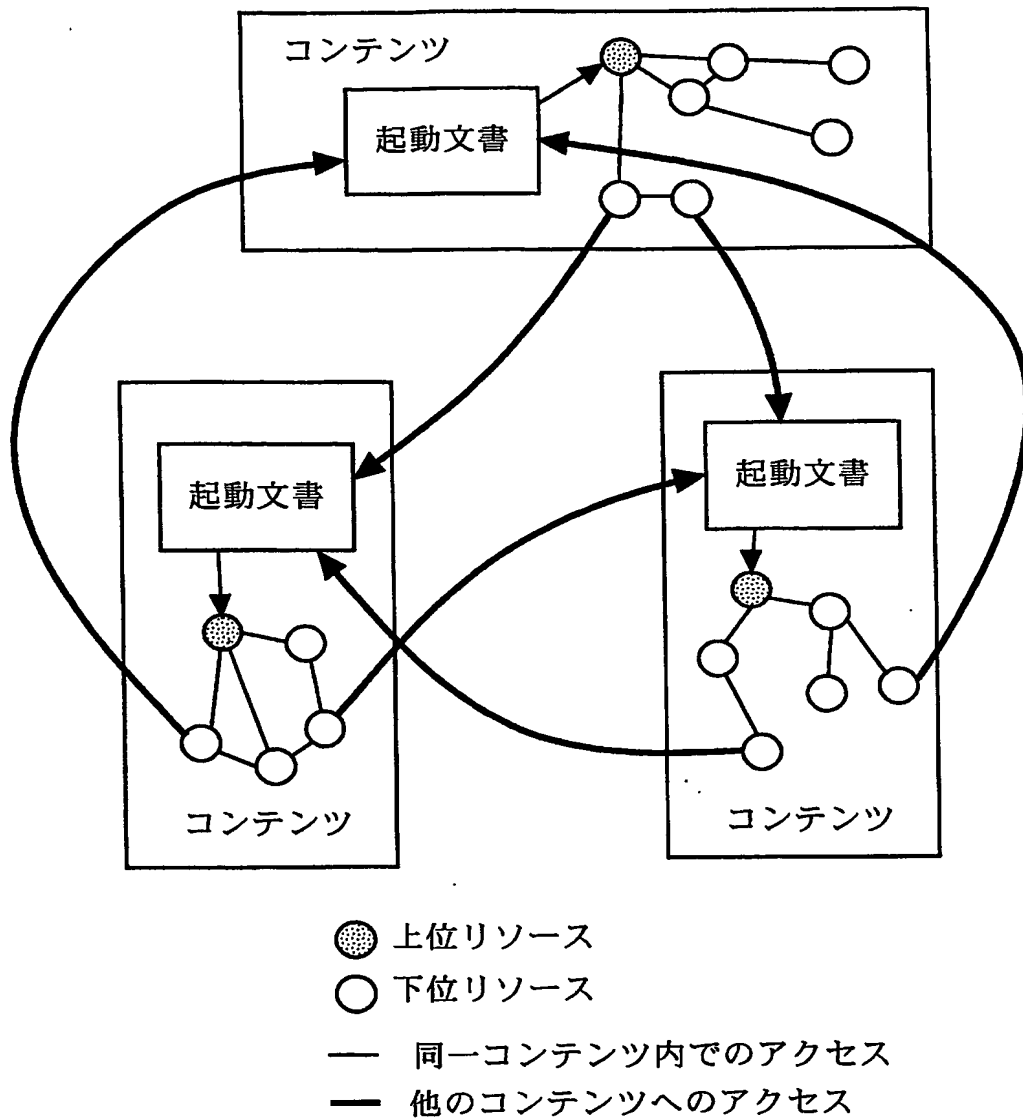 コンテンツ
起動文書
起動文書
起動文書
コンテンツ
コンテンツ
上位リソース
下位リソース
同一コンテンツ内でのアクセス
他のコンテンツへのアクセス